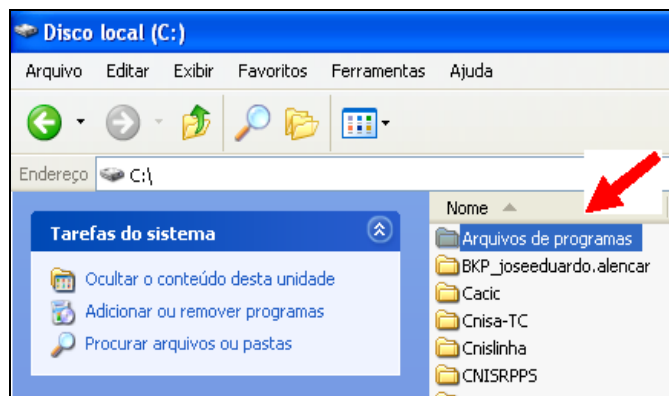 Disco local (C:)
Arquivo Editar Exibir Favoritos Ferramentas Ajuda
Endereço C:\
Tarefas do sistema
Ocultar o conteúdo desta unidade
Adicionar ou remover programas
Procurar arquivos ou pastas
Nome
Arquivos de programas
BKP_joseeduardo.alencar
Cacic
Cnisa-TC
Cnislinha
CNISRPPS